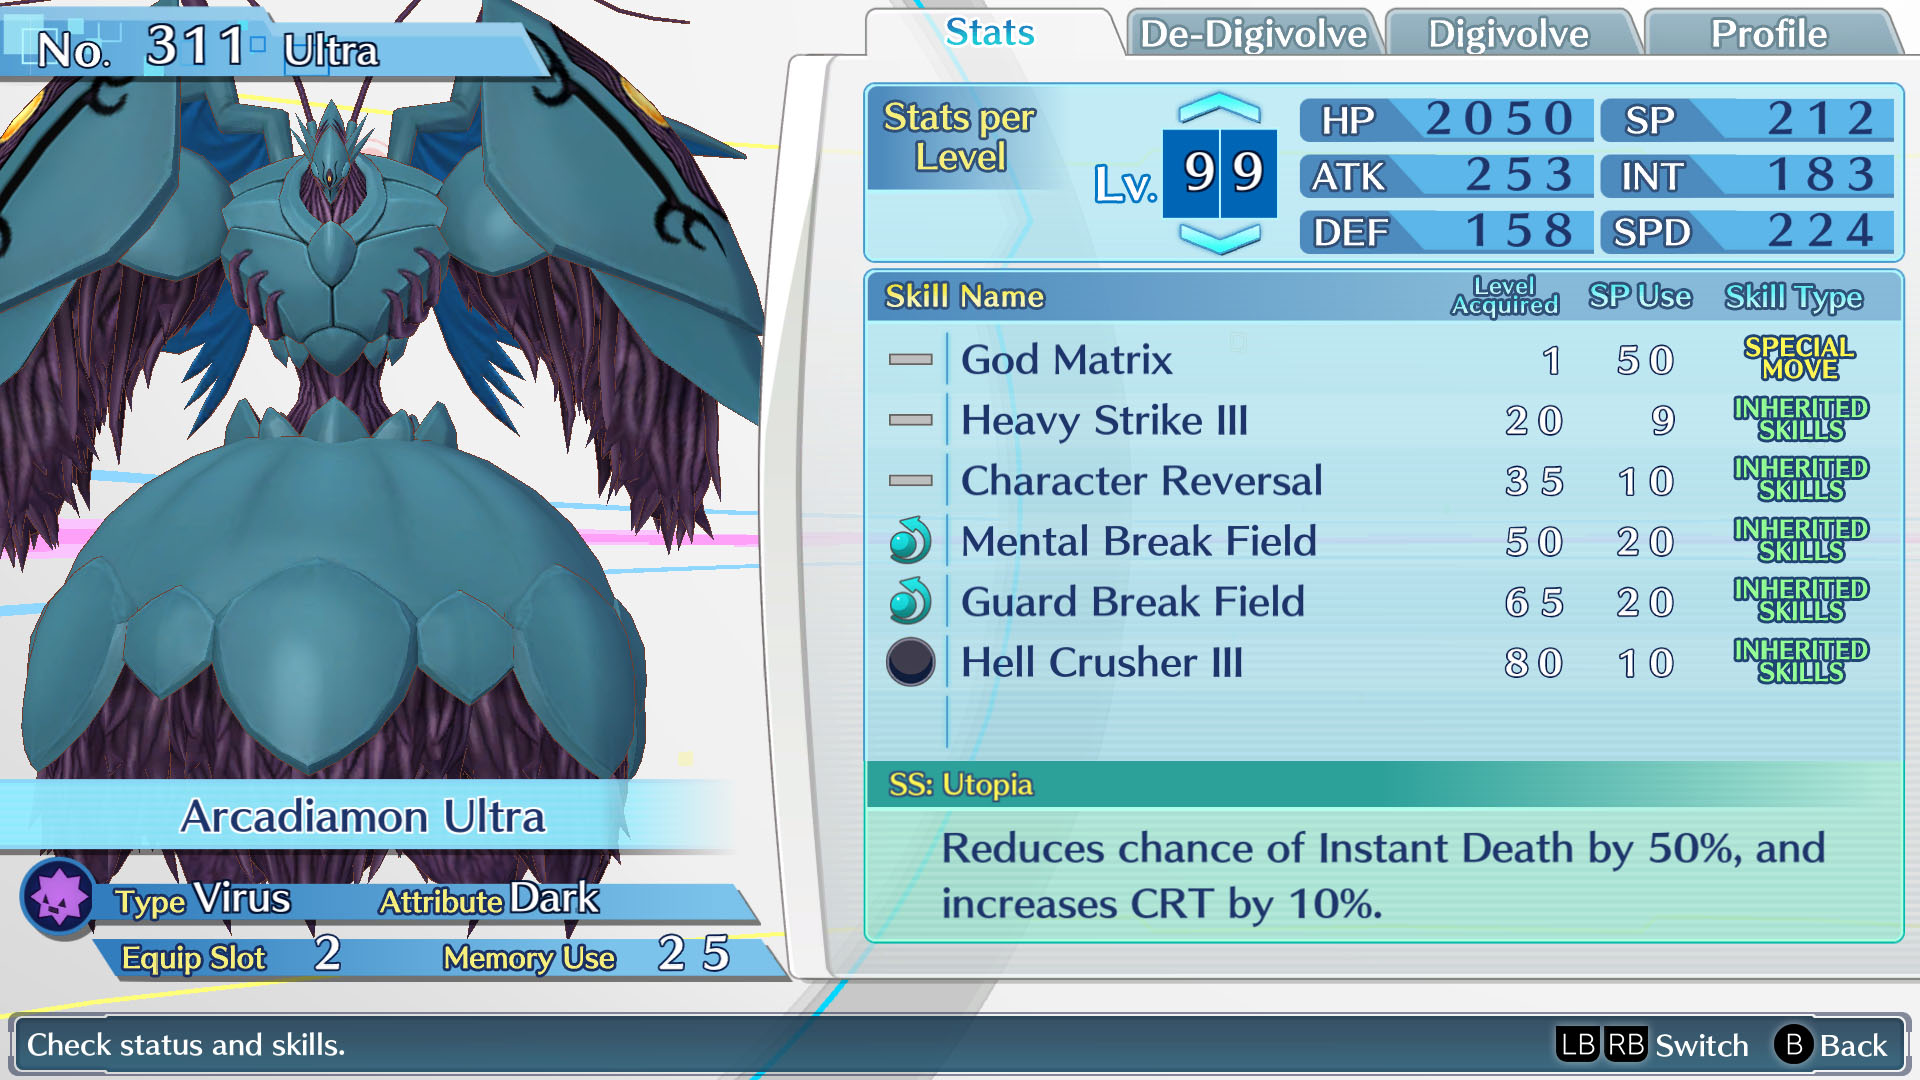 No. 311 Ultra
Stats
De-Digivolve
Digivolve
Profile
Stats per
Level
Lv. 99
HP 2050
SP 212
ATK 253
INT 183
DEF 158
SPD 224
Skill Name
Level
Acquired
SP Use
Skill Type
God Matrix 1 50 SPECIAL
MOVE
Heavy Strike III 20 9 INHERITED
SKILLS
Character Reversal 35 10 INHERITED
SKILLS
Mental Break Field 50 20 INHERITED
SKILLS
Guard Break Field 65 20 INHERITED
SKILLS
Hell Crusher III 80 10 INHERITED
SKILLS
SS: Utopia
Reduces chance of Instant Death by 50%, and
increases CRT by 10%.
Arcadiamon Ultra
Type Virus Attribute Dark
Equip Slot 2 Memory Use 25
Check status and skills.
LB RB Switch B Back